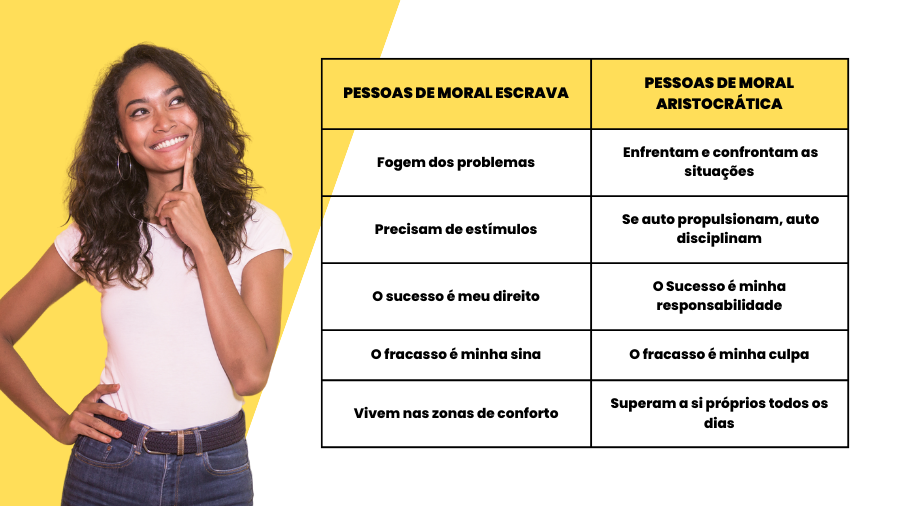 PESSOAS DE MORAL ESCRAVA
PESSOAS DE MORAL
ARISTOCRÁTICA
Fogem dos problemas
Enfrentam e confrontam as
situações
Precisam de estímulos
Se auto propulsionam, auto
disciplinam
O sucesso é meu direito
O Sucesso é minha
responsabilidade
O fracasso é minha sina
O fracasso é minha culpa
Vivem nas zonas de conforto
Superam a si próprios todos os
dias